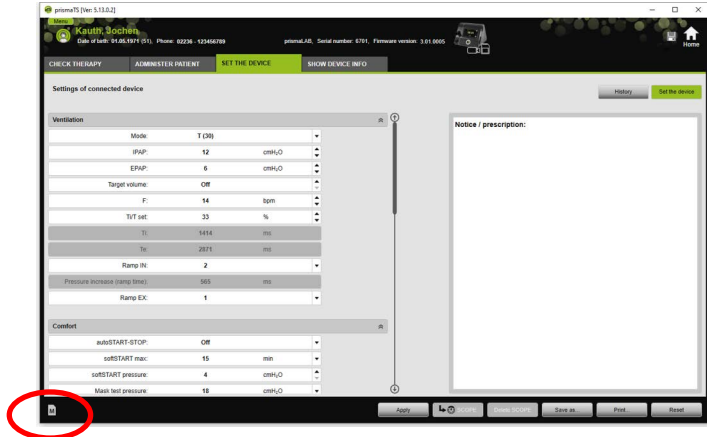 prismaTS [Ver: 5.13.0.2]
Menu
Kauth, Jochen
Date of birth: 01.05.1971 (51), Phone: 02236 - 123456789 prismaLAB, Serial number: 6701, Firmware version: 3.01.0005
Home
CHECK THERAPY ADMINISTER PATIENT SET THE DEVICE SHOW DEVICE INFO
Settings of connected device
History Set the device
Ventilation
Notice / prescription:
Mode: T (30)
IPAP: 12 cmH₂O
EPAP: 6 cmH₂O
Target volume: Off
F: 14 bpm
Ti/T set: 33 %
Ti: 1414 ms
Te: 2871 ms
Ramp IN: 2
Pressure increase (ramp time): 565 ms
Ramp EX: 1
Comfort
autoSTART-STOP: Off
softSTART max: 15 min
softSTART pressure: 4 cmH₂O
Mask test pressure: 18 cmH₂O
M
Apply SCOPE Delete SCOPE Save as... Print... Reset